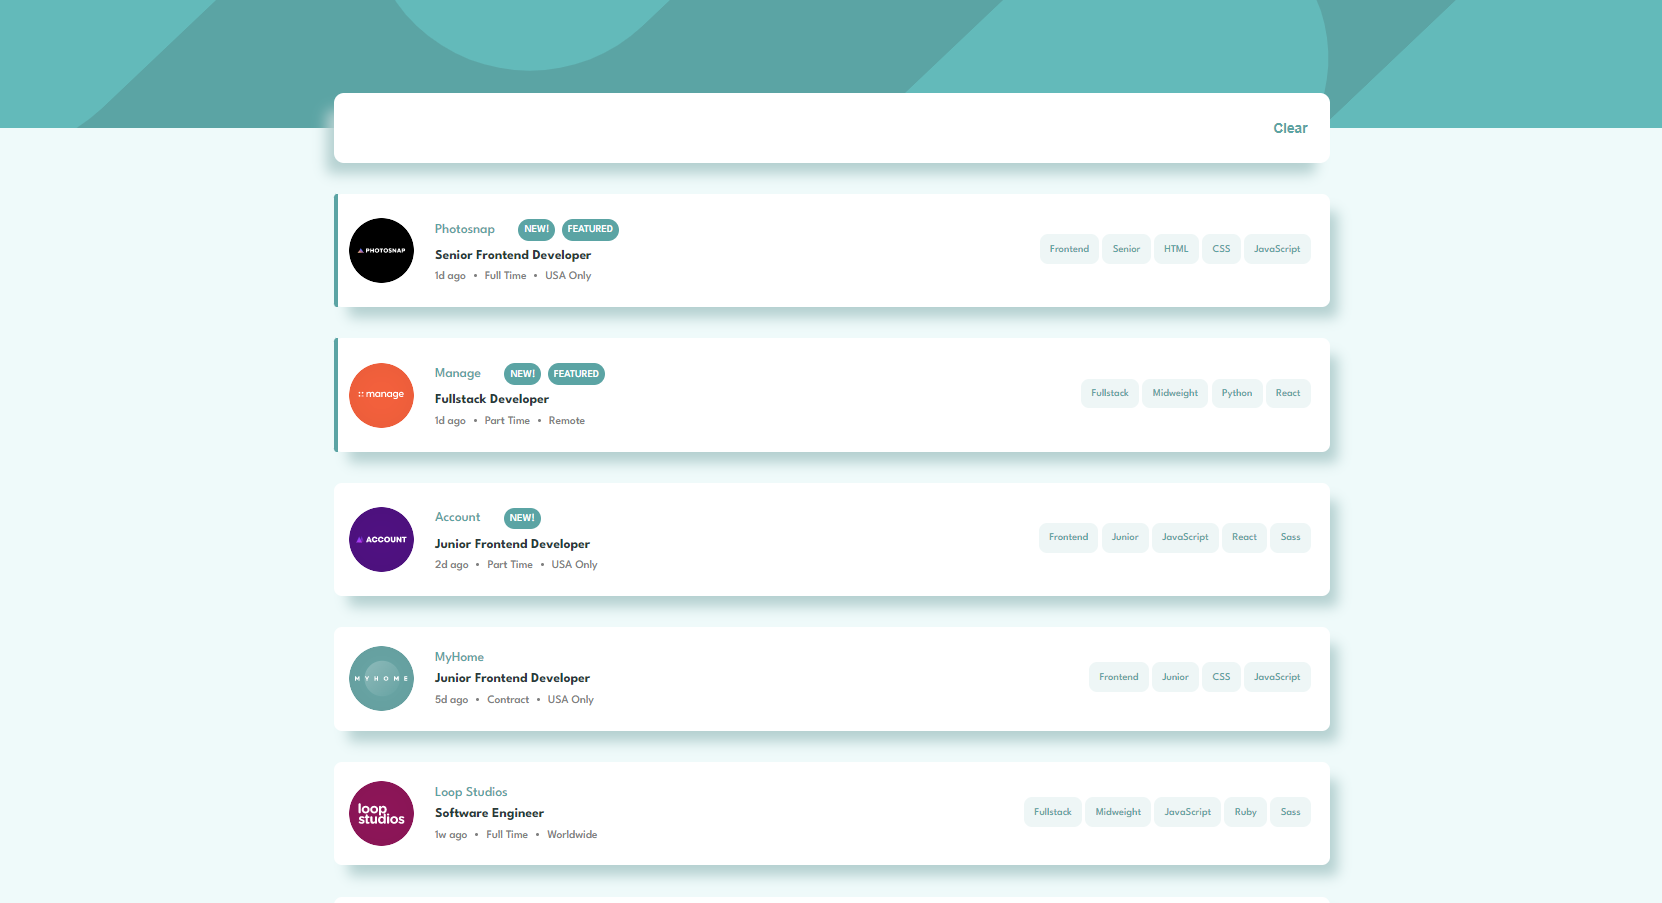 Clear
PHOTOSNAP
Photosnap NEW! FEATURED
Senior Frontend Developer
1d ago • Full Time • USA Only
Frontend Senior HTML CSS JavaScript
manage
Manage NEW! FEATURED
Fullstack Developer
1d ago • Part Time • Remote
Fullstack Midweight Python React
ACCOUNT
Account NEW!
Junior Frontend Developer
2d ago • Part Time • USA Only
Frontend Junior JavaScript React Sass
MYHOME
MyHome
Junior Frontend Developer
5d ago • Contract • USA Only
Frontend Junior CSS JavaScript
loop
studios
Loop Studios
Software Engineer
1w ago • Full Time • Worldwide
Fullstack Midweight JavaScript Ruby Sass